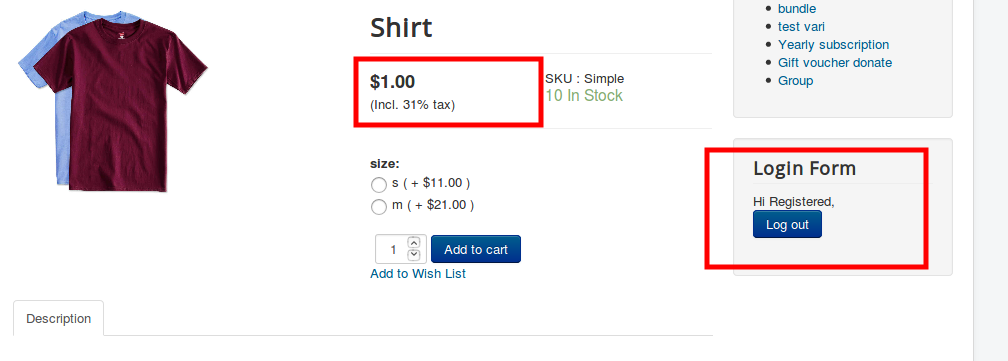 Shirt
$1.00
(Incl. 31% tax)
SKU : Simple
10 In Stock
size:
s ( + $11.00 )
m ( + $21.00 )
1
Add to cart
Add to Wish List
Description
bundle
test vari
Yearly subscription
Gift voucher donate
Group
Login Form
Hi Registered,
Log out